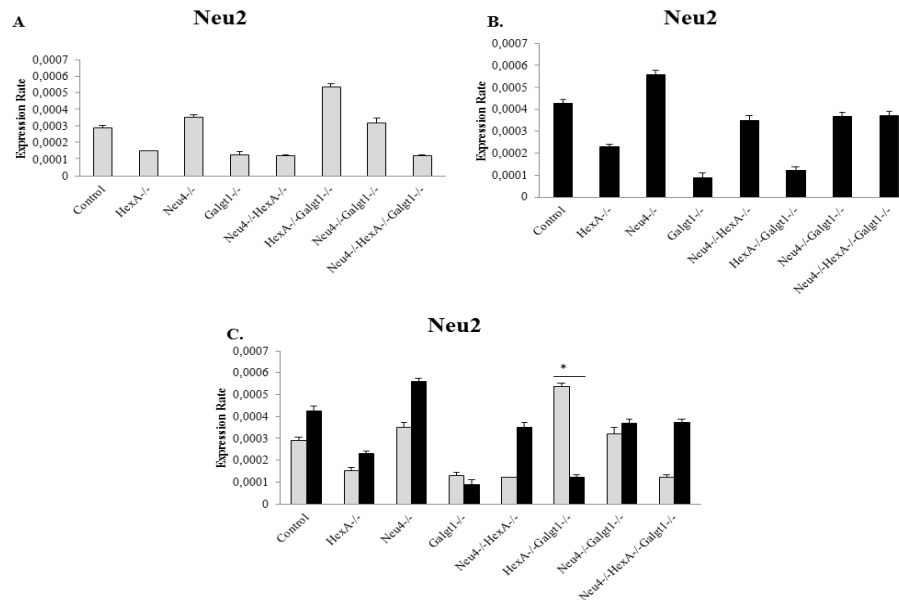 A
Neu2
Expression Rate
0,0007
0,0006
0,0005
0,0004
0,0003
0,0002
0,0001
0
Control
HexA-/-
Neu4-/-
Galgt1-/-
Neu4-/-HexA-/-
HexA-/-Galgt1-/-
Neu4-/-Galgt1-/-
Neu4-/-HexA-/-Galgt1-/-
B.
Neu2
Expression Rate
0,0007
0,0006
0,0005
0,0004
0,0003
0,0002
0,0001
0
Control
HexA-/-
Neu4-/-
Galgt1-/-
Neu4-/-HexA-/-
HexA-/-Galgt1-/-
Neu4-/-Galgt1-/-
Neu4-/-HexA-/-Galgt1-/-
C.
Neu2
Expression Rate
0,0007
0,0006
0,0005
0,0004
0,0003
0,0002
0,0001
0
*
Control
HexA-/-
Neu4-/-
Galgt1-/-
Neu4-/-HexA-/-
HexA-/-Galgt1-/-
Neu4-/-Galgt1-/-
Neu4-/-HexA-/-Galgt1-/-